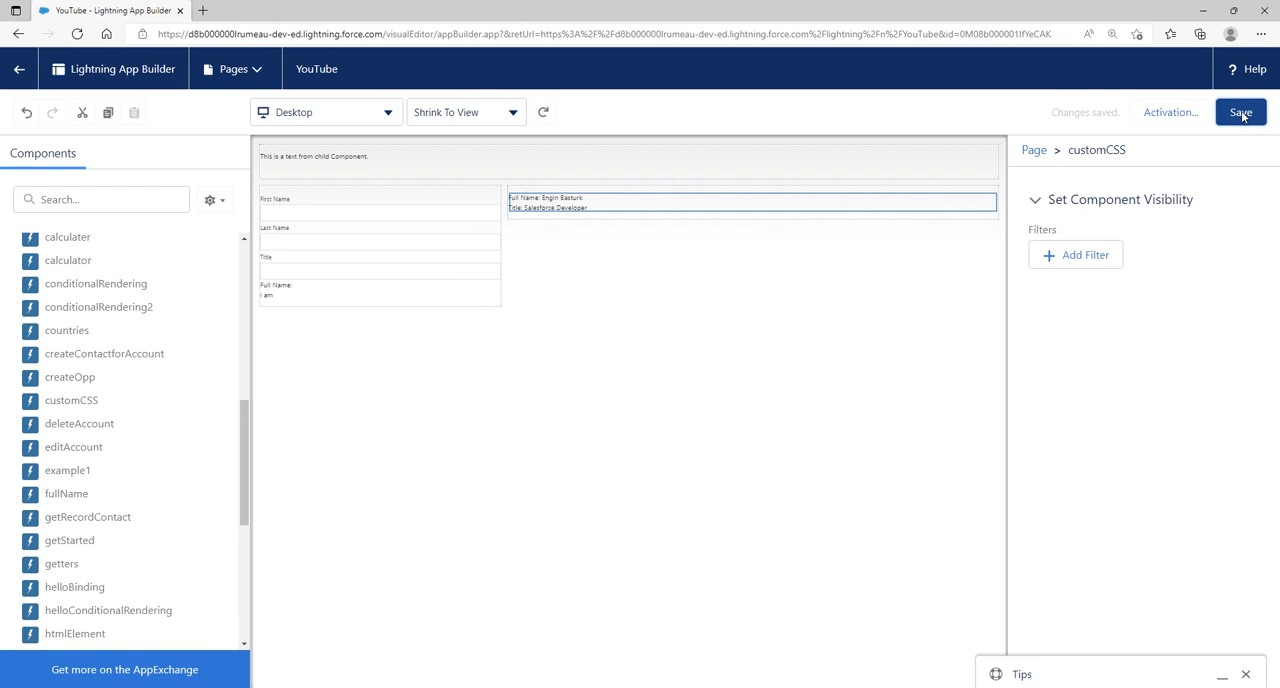 YouTube - Lightning App Builder
https://d8b000000lrumeau-dev-ed.lightning.force.com/visualEditor/appBuilder.app?&retUrl=https%3A%2F%2Fd8b000000lrumeau-dev-ed.lightning.force.com%2Flightning%2Fn%2FYouTube&id=0M08b000001IfYeCAK
Lightning App Builder
Pages
YouTube
? Help
Desktop
Shrink To View
Changes saved.
Activation...
Save
Components
Search...
calculater
calculator
conditionalRendering
conditionalRendering2
countries
createContactforAccount
createOpp
customCSS
deleteAccount
editAccount
example1
fullName
getRecordContact
getStarted
getters
helloBinding
helloConditionalRendering
htmlElement
Get more on the AppExchange
This is a text from child Component.
First Name
Last Name
Title
Full Name:
I am
Full Name: Engin Basturk
Title: Salesforce Developer
Page > customCSS
Set Component Visibility
Filters
+ Add Filter
Tips